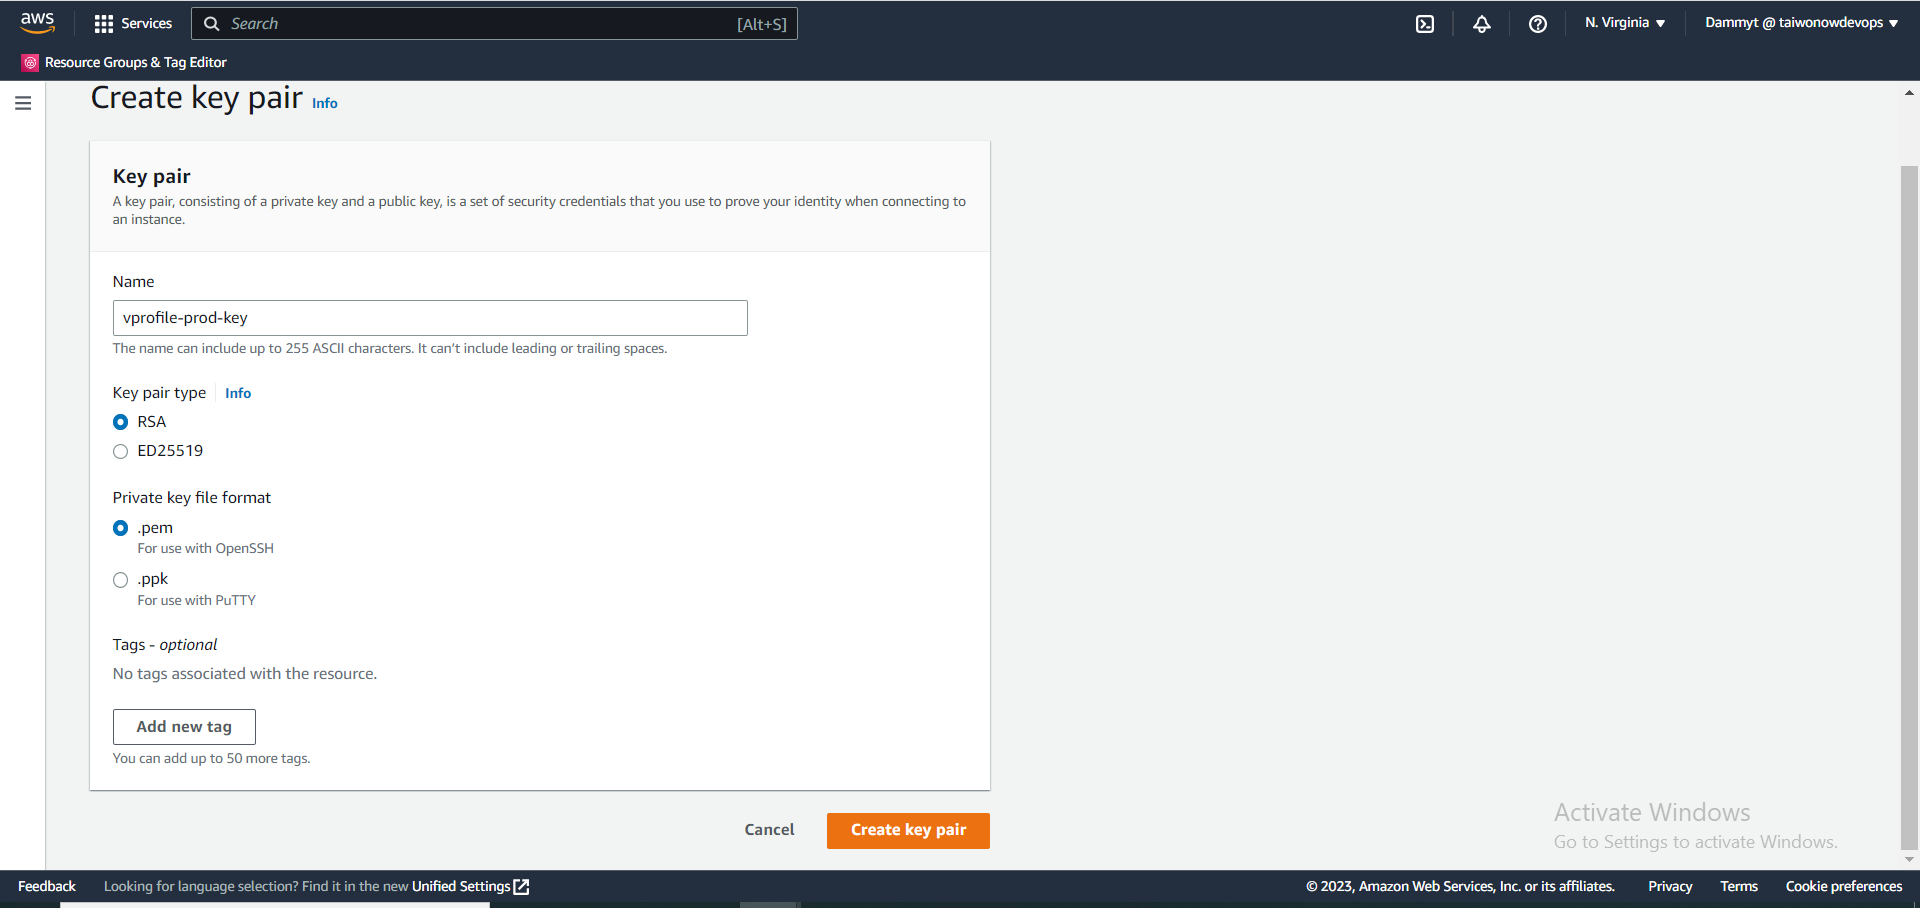 aws
Services
Search
[Alt+S]
N. Virginia
Dammyt @ taiwonowdevops
Resource Groups & Tag Editor
Create key pair Info
Key pair
A key pair, consisting of a private key and a public key, is a set of security credentials that you use to prove your identity when connecting to
an instance.
Name
vprofile-prod-key
The name can include up to 255 ASCII characters. It can't include leading or trailing spaces.
Key pair type Info
RSA
ED25519
Private key file format
.pem
For use with OpenSSH
.ppk
For use with PuTTY
Tags - optional
No tags associated with the resource.
Add new tag
You can add up to 50 more tags.
Cancel
Create key pair
Activate Windows
Go to Settings to activate Windows.
Feedback
Looking for language selection? Find it in the new Unified Settings
© 2023, Amazon Web Services, Inc. or its affiliates.
Privacy
Terms
Cookie preferences